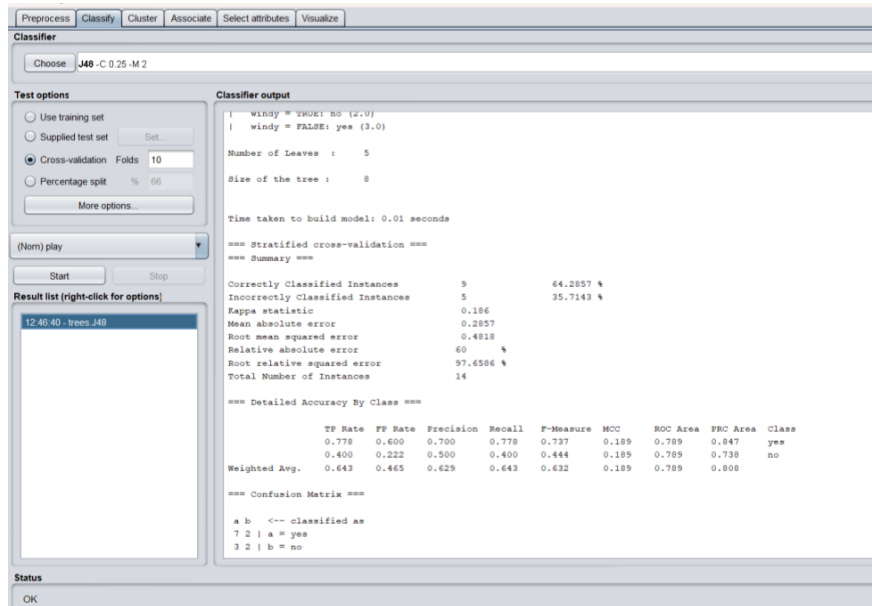 Preprocess Classify Cluster Associate Select attributes Visualize
Classifier
Choose J48 -C 0.25 -M 2
Test options
Use training set
Supplied test set Set...
Cross-validation Folds 10
Percentage split % 66
More options...
(Nom) play
Start Stop
Result list (right-click for options)
12:46:40 - trees.J48
Classifier output
| windy = TRUE: no (2.0)
| windy = FALSE: yes (3.0)
Number of Leaves : 5
Size of the tree : 8
Time taken to build model: 0.01 seconds
=== Stratified cross-validation ===
=== Summary ===
Correctly Classified Instances 9 64.2857 %
Incorrectly Classified Instances 5 35.7143 %
Kappa statistic 0.186
Mean absolute error 0.2857
Root mean squared error 0.4818
Relative absolute error 60 %
Root relative squared error 97.6586 %
Total Number of Instances 14
=== Detailed Accuracy By Class ===
TP Rate FP Rate Precision Recall F-Measure MCC ROC Area PRC Area Class
0.778 0.600 0.700 0.778 0.737 0.189 0.789 0.847 yes
0.400 0.222 0.500 0.400 0.444 0.189 0.789 0.738 no
Weighted Avg. 0.643 0.465 0.629 0.643 0.632 0.189 0.789 0.808
=== Confusion Matrix ===
a b <-- classified as
7 2 | a = yes
3 2 | b = no
Status
OK